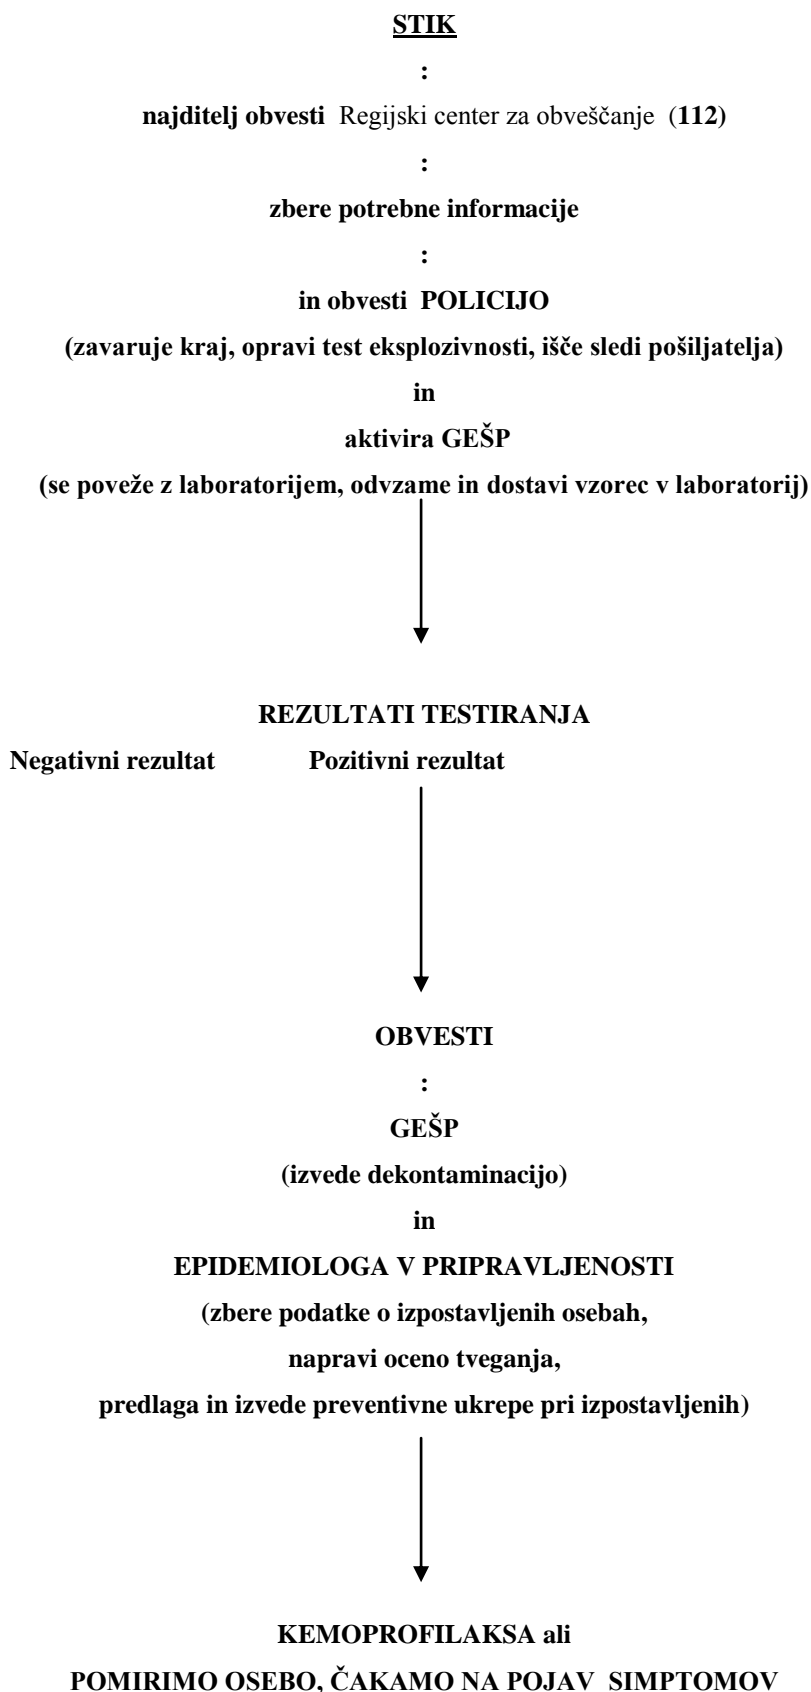 STIK
:
najditelj obvesti Regijski center za obveščanje (112)
:
zbere potrebne informacije
:
in obvesti POLICIJO
(zavaruje kraj, opravi test eksplozivnosti, išče sledi pošiljatelja)
in
aktivira GEŠP
(se poveže z laboratorijem, odvzame in dostavi vzorec v laboratorij)
REZULTATI TESTIRANJA
Negativni rezultat Pozitivni rezultat
OBVESTI
:
GEŠP
(izvede dekontaminacijo)
in
EPIDEMIOLOGA V PRIPRAVLJENOSTI
(zbere podatke o izpostavljenih osebah,
napravi oceno tveganja,
predlaga in izvede preventivne ukrepe pri izpostavljenih)
KEMOPROFILAKSA ali
POMIRIMO OSEBO, ČAKAMO NA POJAV SIMPTOMOV